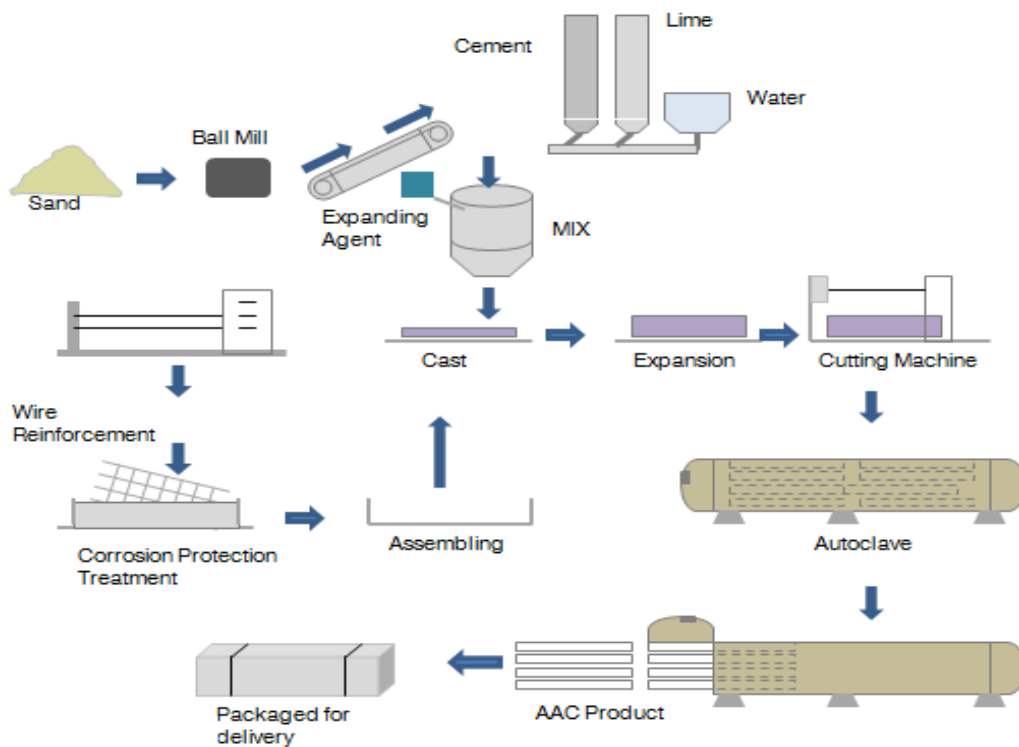 Lime
Cement
Water
Ball Mill
Sand
Expanding
Agent
MIX
Cast
Expansion
Cutting Machine
Wire
Reinforcement
Corrosion Protection
Treatment
Assembling
Autoclave
AAC Product
Packaged for
delivery